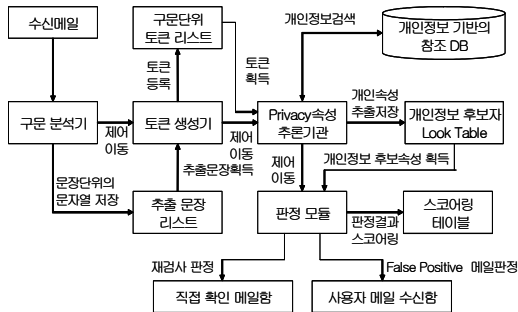 수신메일
구문단위
토큰 리스트
개인정보검색
개인정보 기반의
참조 DB
토큰
등록
토큰
획득
구문 분석기
제어
이동
토큰 생성기
제어
이동
추출문장획득
Privacy속성
추론기관
개인속성
추출저장
개인정보 후보자
Look Table
문장단위의
문자열 저장
추출 문장
리스트
제어
이동
개인정보 후보속성 획득
판정 모듈
판정결과
스코어링
스코어링
테이블
재검사 판정
False Positive 메일판정
직접 확인 메일함
사용자 메일 수신함